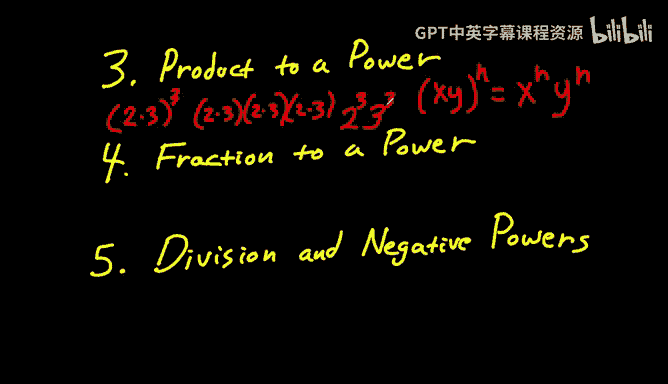 GPT中英字幕课程资源 bilibili
3. Product to a Power
(2·3)³ (2·3)(2·3)(2·3) 2³3³ (xy)ⁿ = xⁿyⁿ
4. Fraction to a Power
5. Division and Negative Powers